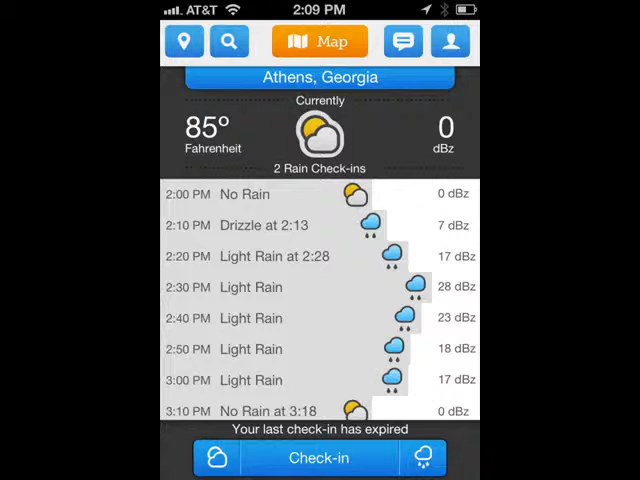 AT&T 2:09 PM
Map
Athens, Georgia
Currently
85º 0
Fahrenheit dBz
2 Rain Check-ins
2:00 PM No Rain 0 dBz
2:10 PM Drizzle at 2:13 7 dBz
2:20 PM Light Rain at 2:28 17 dBz
2:30 PM Light Rain 28 dBz
2:40 PM Light Rain 23 dBz
2:50 PM Light Rain 18 dBz
3:00 PM Light Rain 17 dBz
3:10 PM No Rain at 3:18 0 dBz
Your last check-in has expired
Check-in